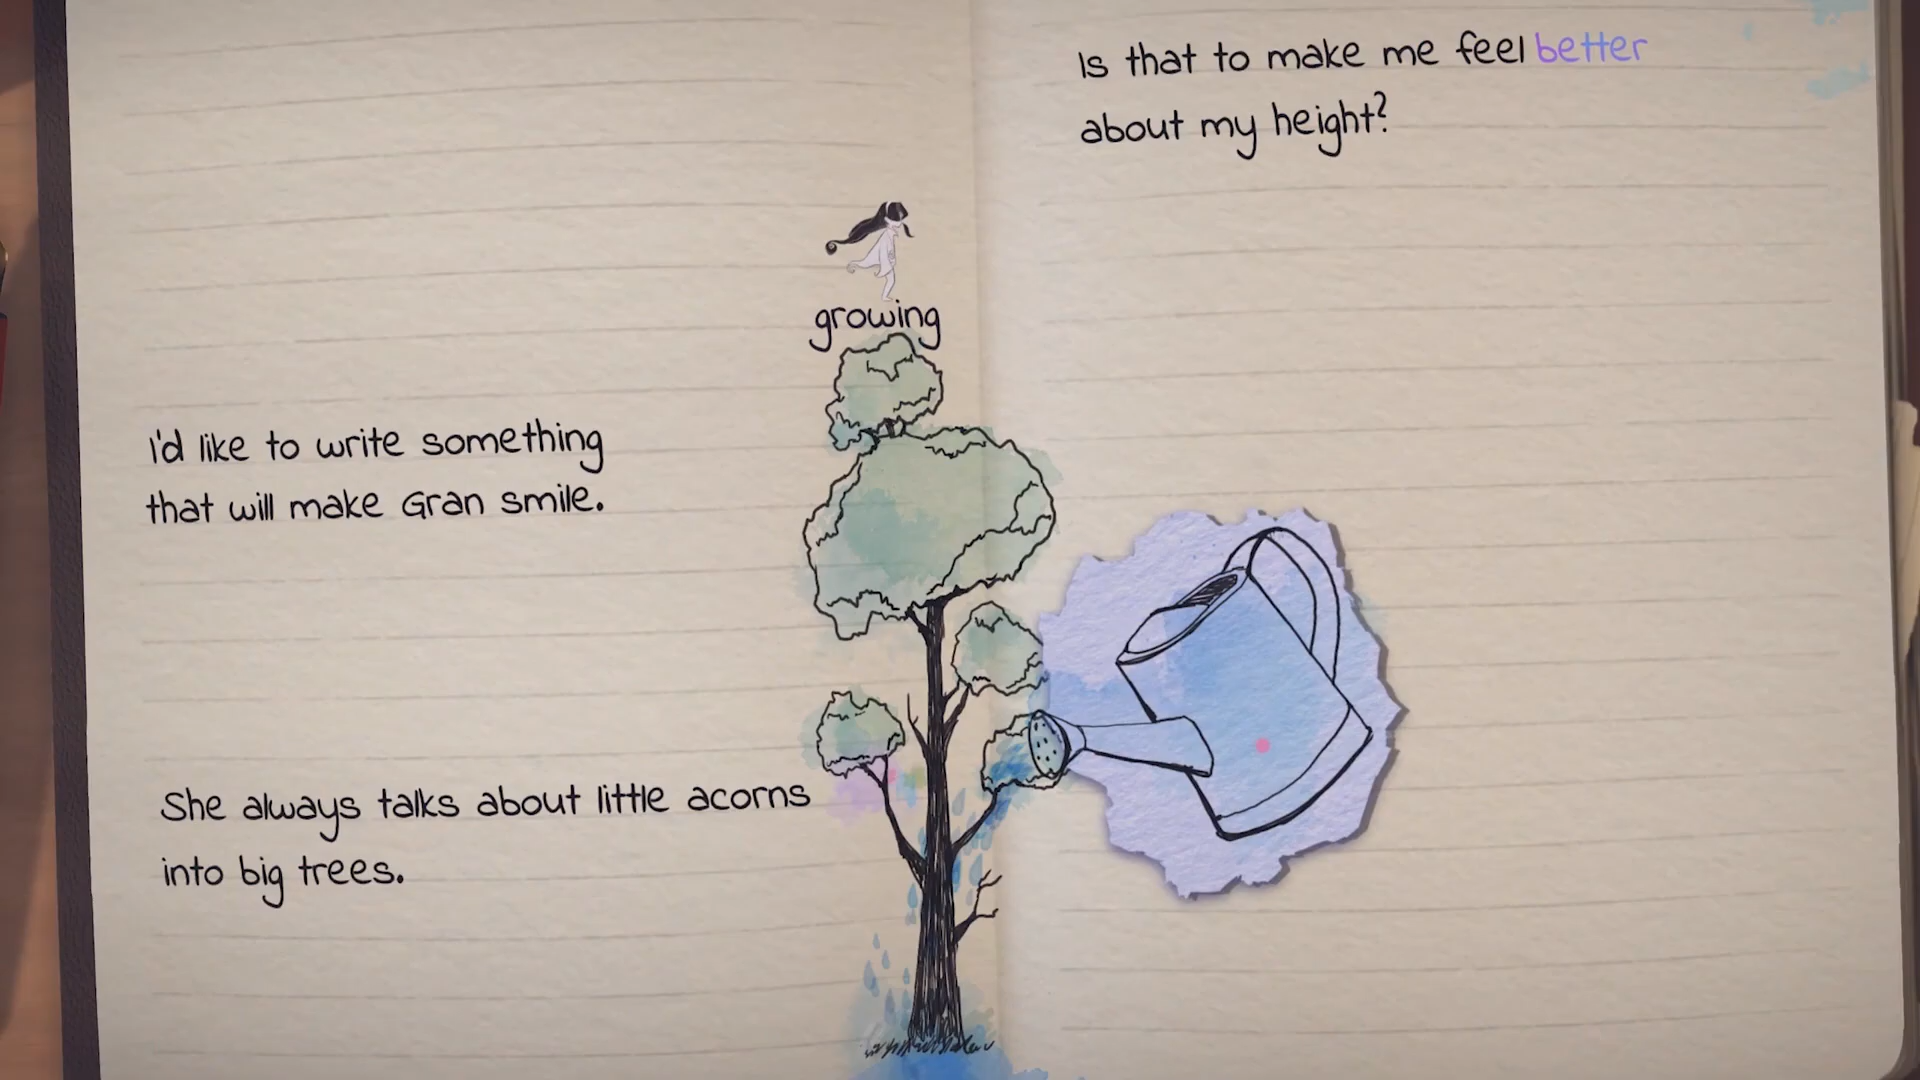 I'd like to write something
that will make Gran smile.
She always talks about little acorns
into big trees.
growing
Is that to make me feel better
about my height?